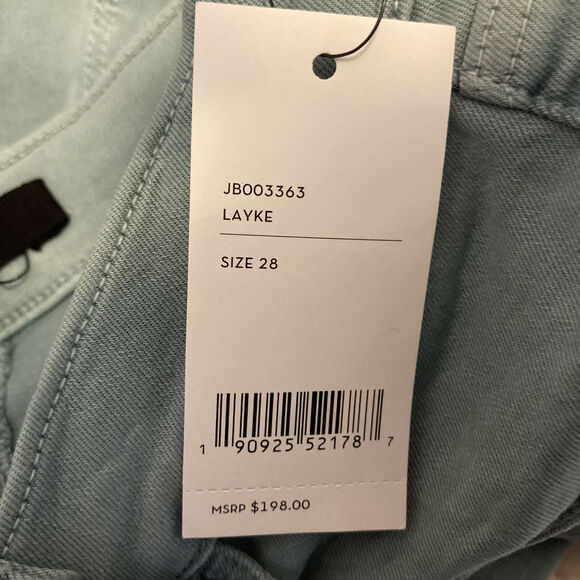 JB003363
LAYKE
SIZE 28
1 90925 52178 7
MSRP $198.00